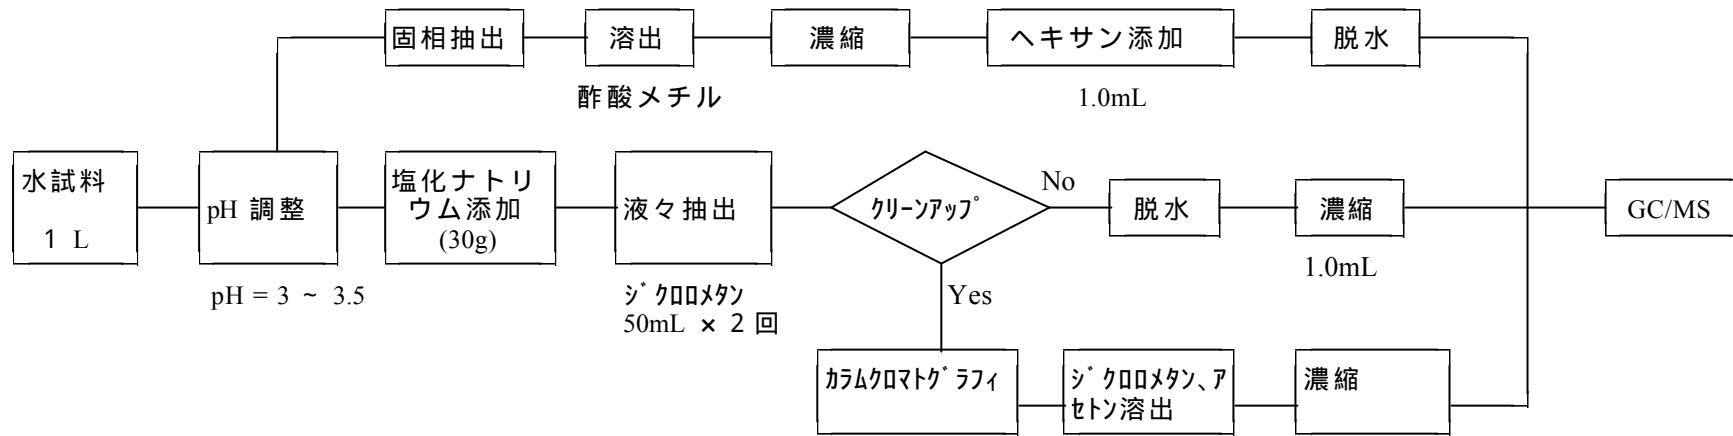 固相抽出
溶出
濃縮
ヘキサン添加
脱水
酢酸メチル
1.0mL
水試料
1 L
pH 調整
塩化ナトリ
ウム添加
(30g)
液々抽出
ｸﾘｰﾝｱｯﾌﾟ
No
脱水
濃縮
GC/MS
pH = 3 ~ 3.5
ｼﾞｸﾛﾛﾒﾀﾝ
50mL × 2 回
1.0mL
Yes
ｶﾗﾑｸﾛﾏﾄｸﾞﾗﾌｨ
ｼﾞｸﾛﾛﾒﾀﾝ、ｱ
ｾﾄﾝ溶出
濃縮